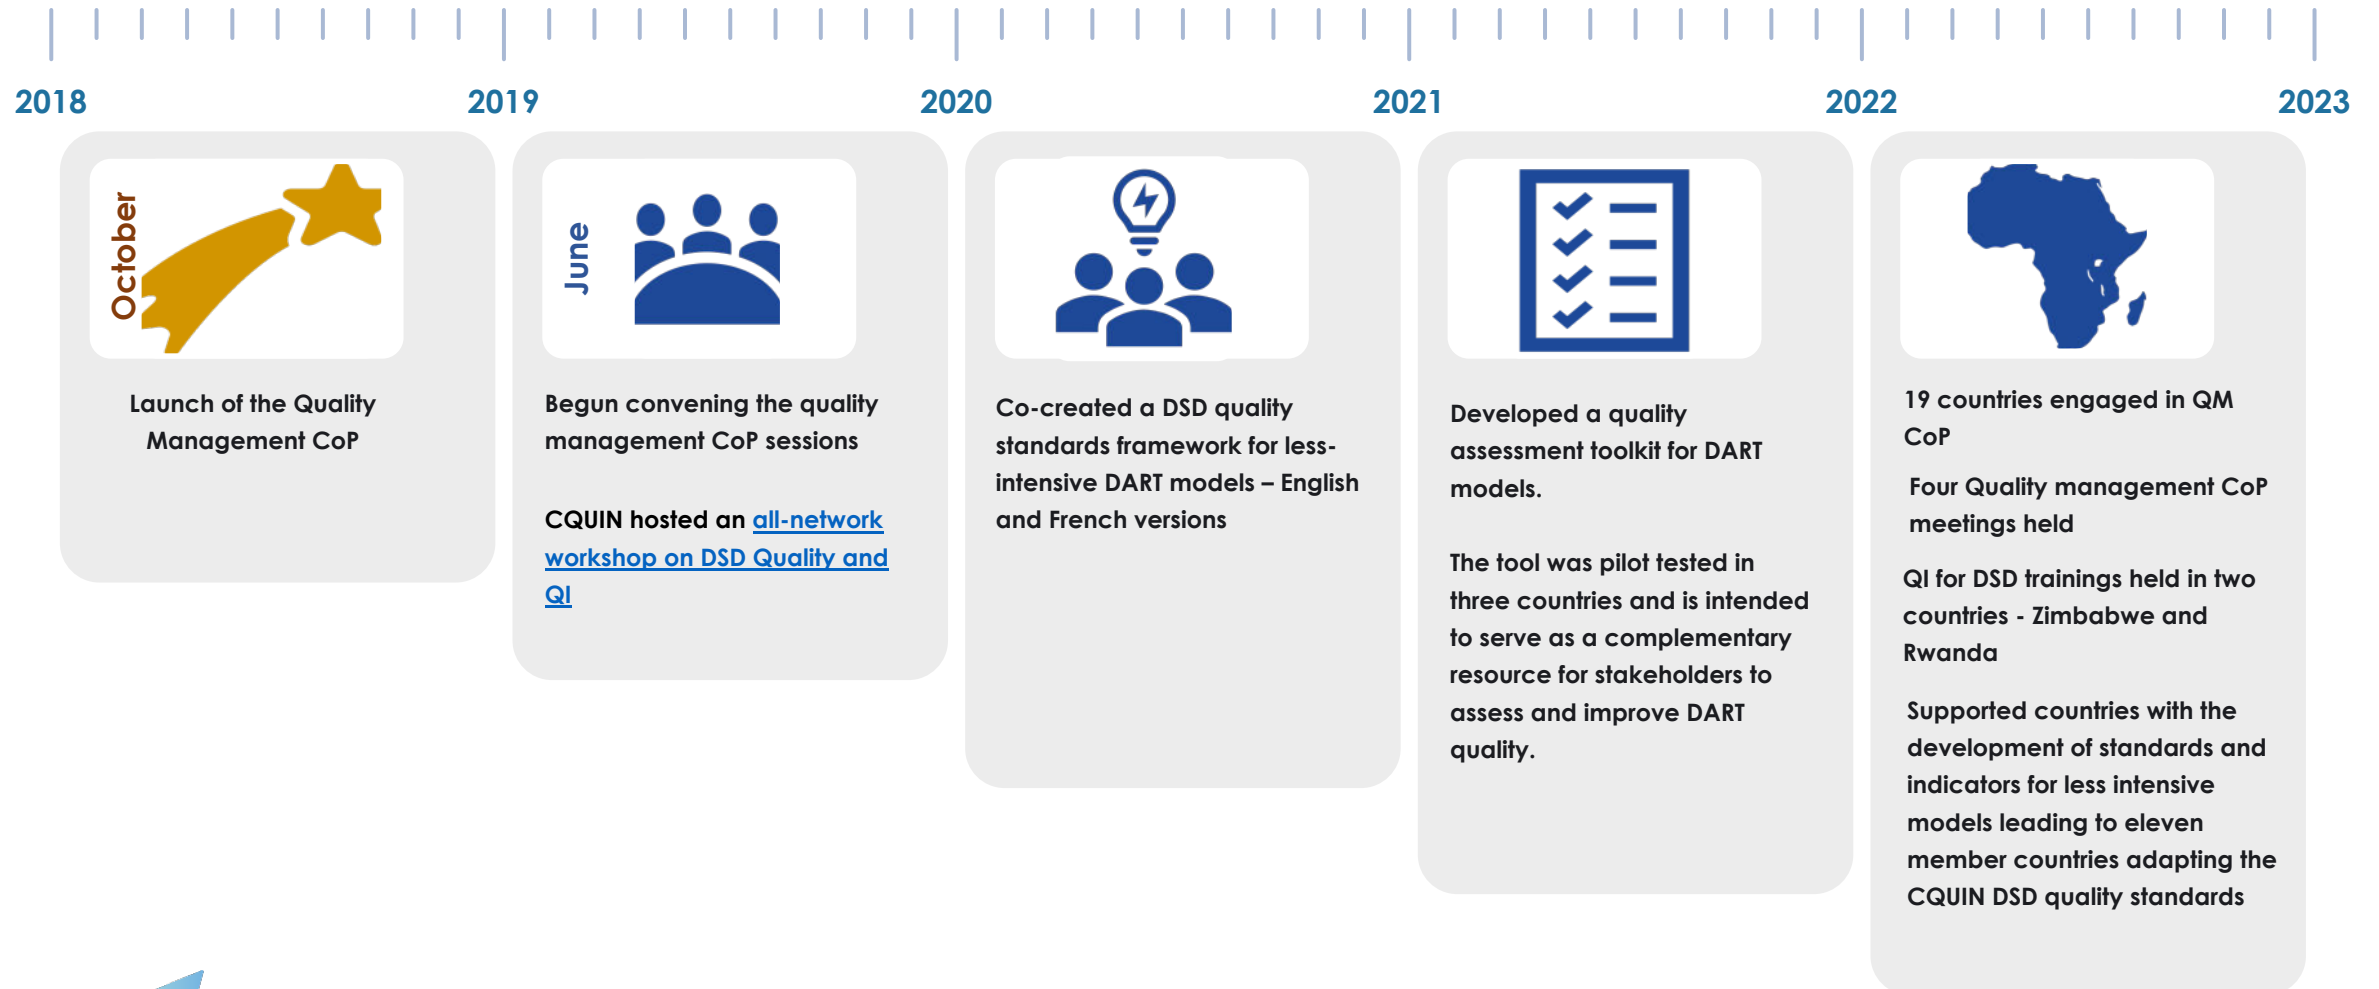 2018
2019
2020
2021
2022
2023
October
Launch of the Quality
Management CoP
June
Begun convening the quality
management CoP sessions
CQUIN hosted an all-network
workshop on DSD Quality and
QI
Co-created a DSD quality
standards framework for less-
intensive DART models – English
and French versions
Developed a quality
assessment toolkit for DART
models.
The tool was pilot tested in
three countries and is intended
to serve as a complementary
resource for stakeholders to
assess and improve DART
quality.
19 countries engaged in QM
CoP
Four Quality management CoP
meetings held
QI for DSD trainings held in two
countries - Zimbabwe and
Rwanda
Supported countries with the
development of standards and
indicators for less intensive
models leading to eleven
member countries adapting the
CQUIN DSD quality standards